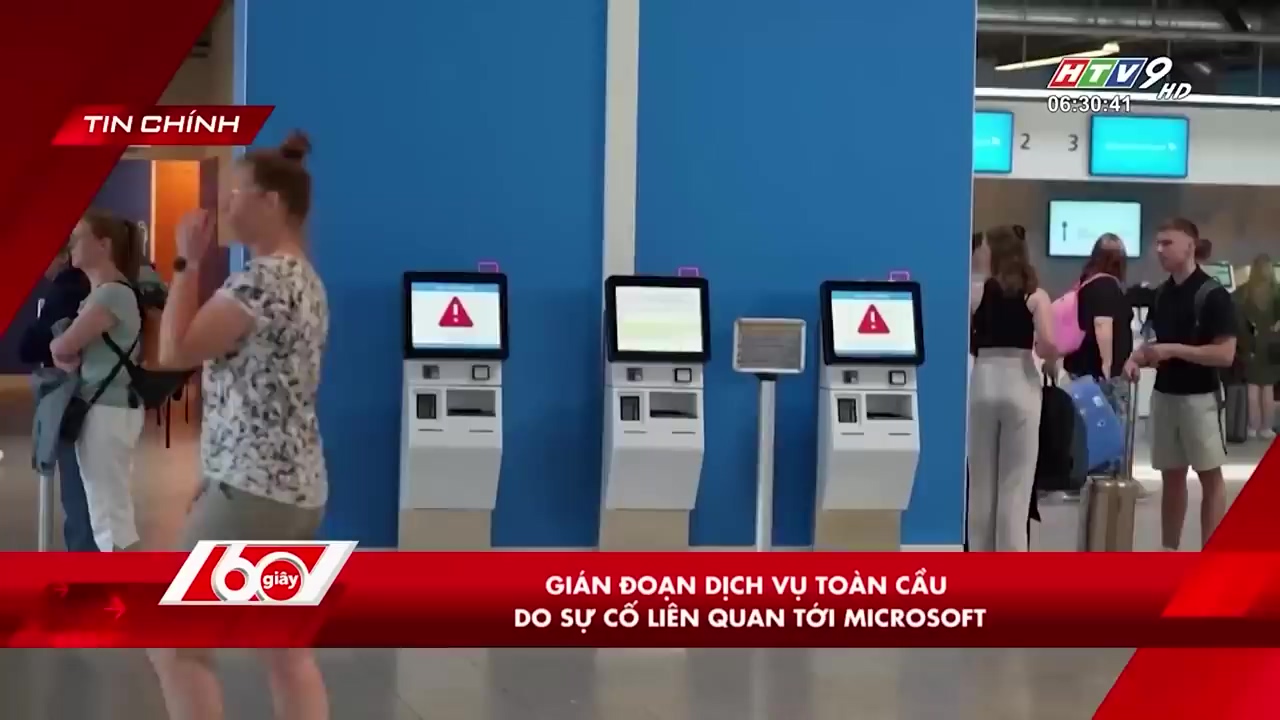 HTV9 HD
06:30:41
TIN CHÍNH
2
3
60 giây
GIÁN ĐOẠN DỊCH VỤ TOÀN CẦU
DO SỰ CỐ LIÊN QUAN TỚI MICROSOFT